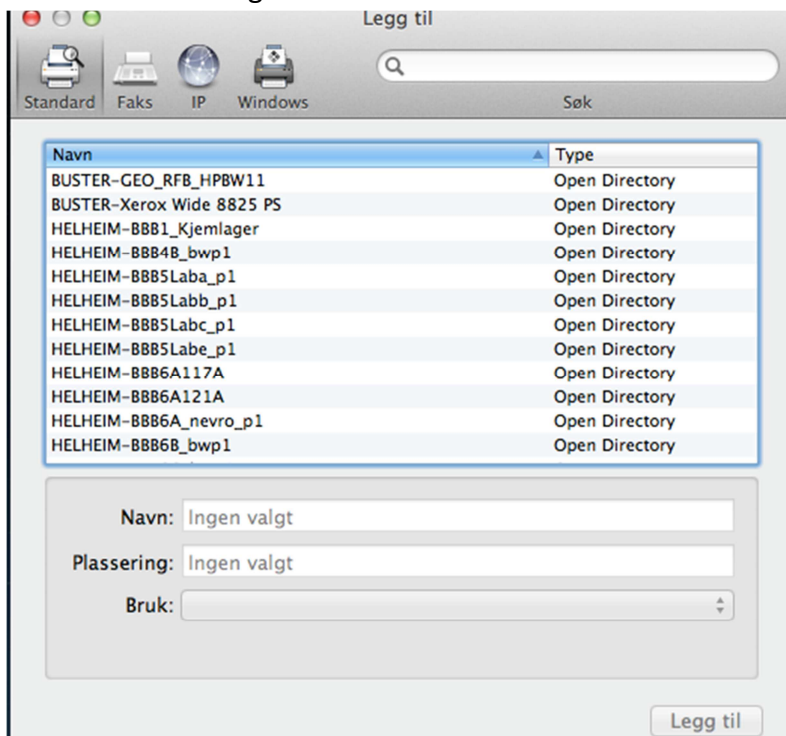 Legg til
Standard Faks IP Windows Søk
Navn Type
BUSTER-GEO_RFB_HPBW11 Open Directory
BUSTER-Xerox Wide 8825 PS Open Directory
HELHEIM-BBB1_Kjemlager Open Directory
HELHEIM-BBB4B_bwp1 Open Directory
HELHEIM-BBB5Laba_p1 Open Directory
HELHEIM-BBB5Labb_p1 Open Directory
HELHEIM-BBB5Labc_p1 Open Directory
HELHEIM-BBB5Labe_p1 Open Directory
HELHEIM-BBB6A117A Open Directory
HELHEIM-BBB6A121A Open Directory
HELHEIM-BBB6A_nevro_p1 Open Directory
HELHEIM-BBB6B_bwp1 Open Directory
Navn: Ingen valgt
Plassering: Ingen valgt
Bruk:
Legg til